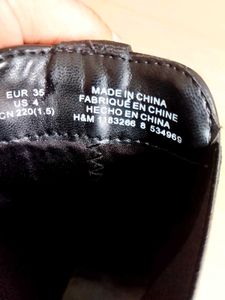 EUR 35
US 4
CN 220(1.5)
MADE IN CHINA
FABRIQUÉ EN CHINE
HECHO EN CHINA
H&M 1183266 8 534969